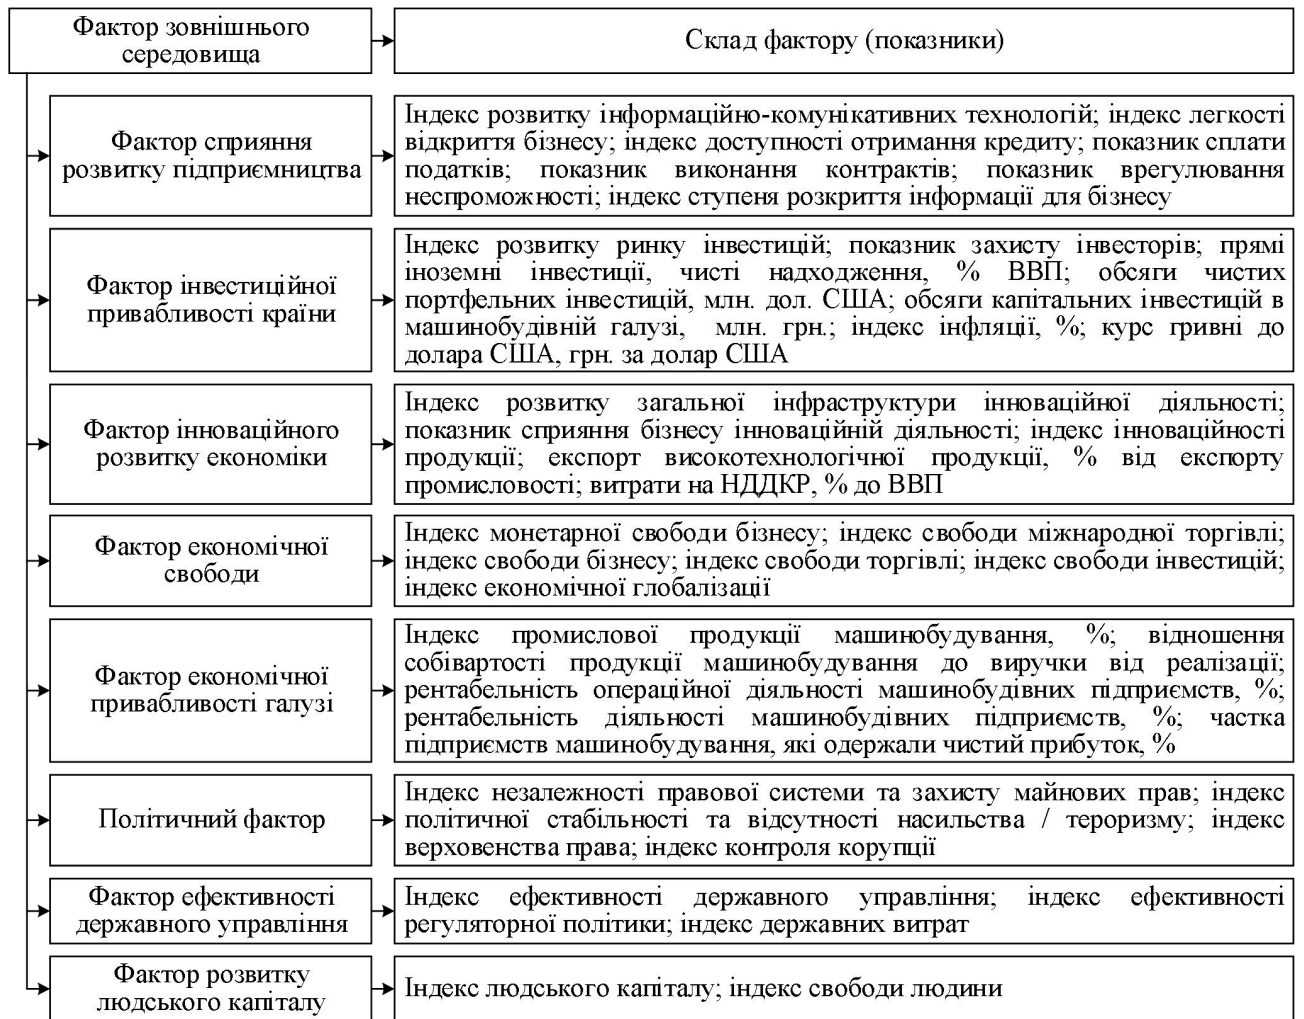 Фактор зовнішнього
середовища
Склад фактору (показники)
Фактор сприяння
розвитку підприємництва
Індекс розвитку інформаційно-комунікативних технологій; індекс легкості
відкриття бізнесу; індекс доступності отримання кредиту; показник сплати
податків; показник виконання контрактів; показник врегулювання
неспроможності; індекс ступеня розкриття інформації для бізнесу
Фактор інвестиційної
привабливості країни
Індекс розвитку ринку інвестицій; показник захисту інвесторів; прямі
іноземні інвестиції, чисті надходження, % ВВП; обсяги чистих
портфельних інвестицій, млн. дол. США; обсяги капітальних інвестицій в
машинобудівній галузі, млн. грн.; індекс інфляції, %; курс гривні до
долара США, грн. за долар США
Фактор інноваційного
розвитку економіки
Індекс розвитку загальної інфраструктури інноваційної діяльності;
показник сприяння бізнесу інноваційній діяльності; індекс інноваційності
продукції; експорт високотехнологічної продукції, % від експорту
промисловості; витрати на НДДКР, % до ВВП
Фактор економічної
свободи
Індекс монетарної свободи бізнесу; індекс свободи міжнародної торгівлі;
індекс свободи бізнесу; індекс свободи торгівлі; індекс свободи інвестицій;
індекс економічної глобалізації
Фактор економічної
привабливості галузі
Індекс промислової продукції машинобудування, %; відношення
собівартості продукції машинобудування до виручки від реалізації;
рентабельність операційної діяльності машинобудівних підприємств, %;
рентабельність діяльності машинобудівних підприємств, %; частка
підприємств машинобудування, які одержали чистий прибуток, %
Політичний фактор
Індекс незалежності правової системи та захисту майнових прав; індекс
політичної стабільності та відсутності насильства / тероризму; індекс
верховенства права; індекс контроля корупції
Фактор ефективності
державного управління
Індекс ефективності державного управління; індекс ефективності
регуляторної політики; індекс державних витрат
Фактор розвитку
людського капіталу
Індекс людського капіталу; індекс свободи людини